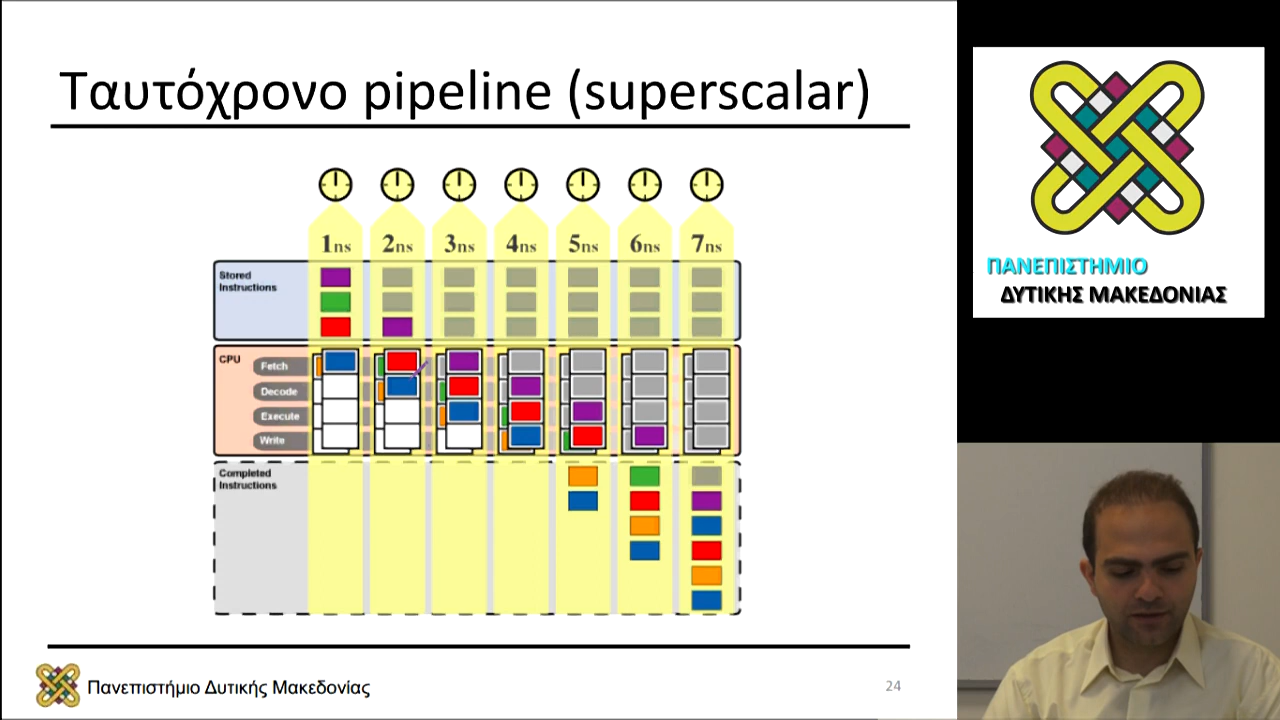 Ταυτόχρονο pipeline (superscalar)
1ns 2ns 3ns 4ns 5ns 6ns 7ns
Stored
Instructions
CPU
Fetch
Decode
Execute
Write
Completed
Instructions
Πανεπιστήμιο Δυτικής Μακεδονίας
24
ΠΑΝΕΠΙΣΤΗΜΙΟ
ΔΥΤΙΚΗΣ ΜΑΚΕΔΟΝΙΑΣ